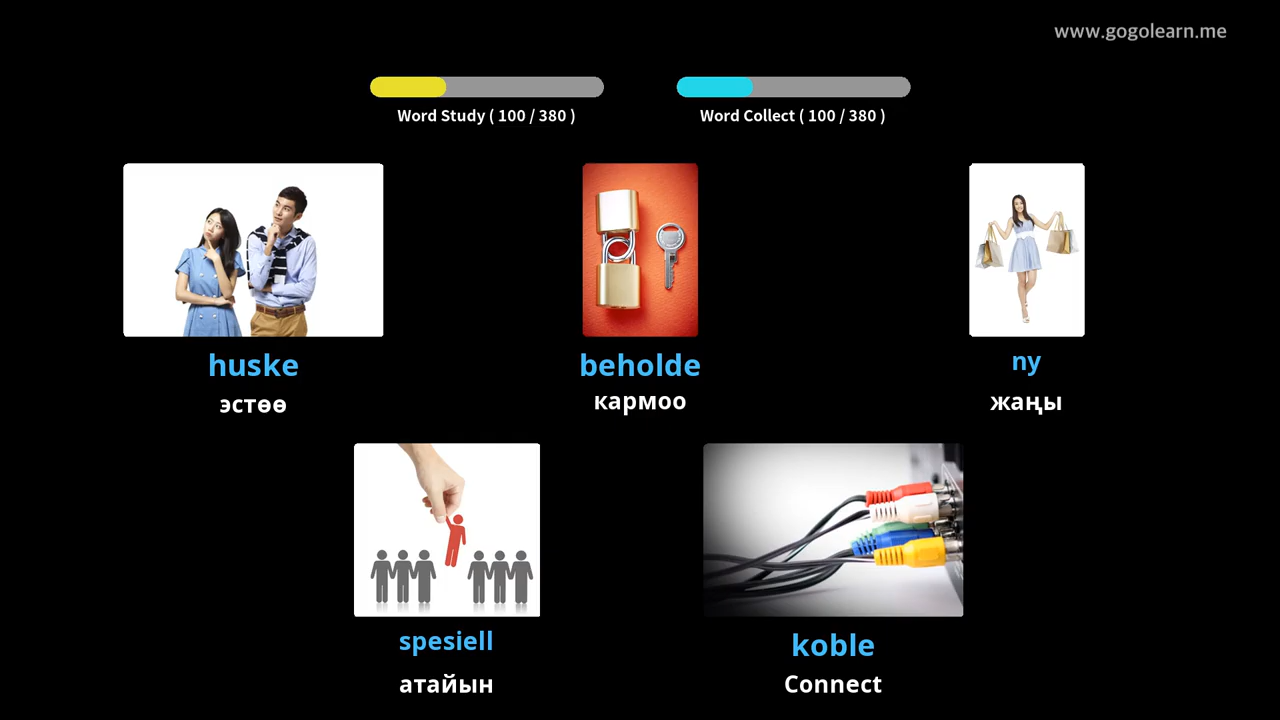 www.gogolearn.me
Word Study ( 100 / 380 )
Word Collect ( 100 / 380 )
huske
beholde
ny
эстөө
кармоо
жаңы
spesiell
koble
атайын
Connect